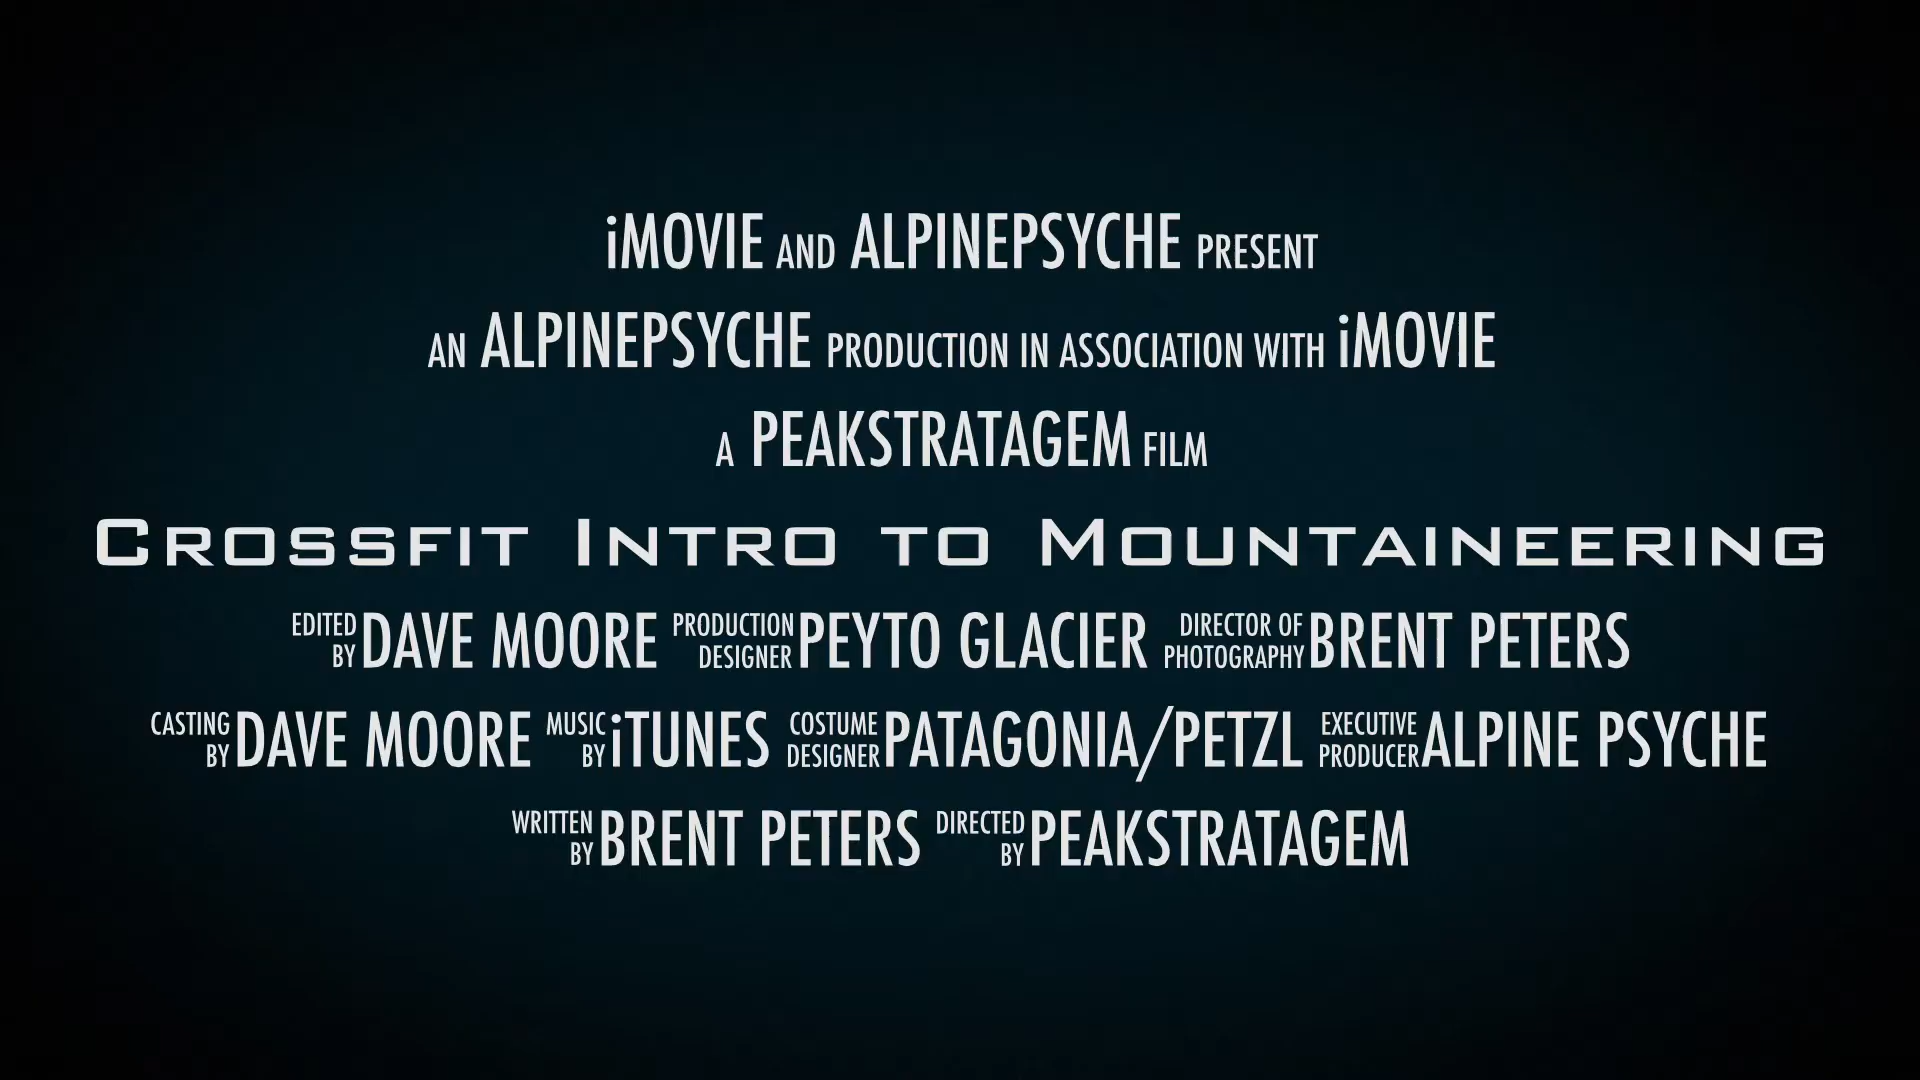 iMOVIE AND ALPINEPSYCHE PRESENT
AN ALPINEPSYCHE PRODUCTION IN ASSOCIATION WITH iMOVIE
A PEAKSTRATAGEM FILM
CROSSFIT INTRO TO MOUNTAINEERING
EDITED BY DAVE MOORE PRODUCTION DESIGNER PEYTO GLACIER DIRECTOR OF PHOTOGRAPHY BRENT PETERS
CASTING BY DAVE MOORE MUSIC BY iTUNES COSTUME DESIGNER PATAGONIA/PETZL EXECUTIVE PRODUCER ALPINE PSYCHE
WRITTEN BY BRENT PETERS DIRECTED BY PEAKSTRATAGEM